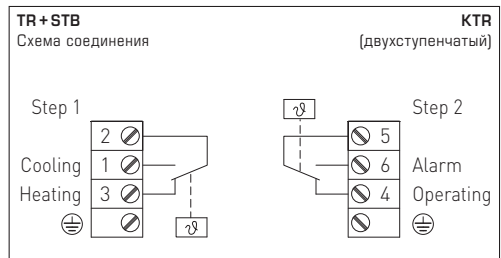 TR + STB
KTR
Схема соединения
(двухступенчатый)
Step 1
ϑ
Step 2
2
5
Cooling 1
6 Alarm
Heating 3
4 Operating
ϑ